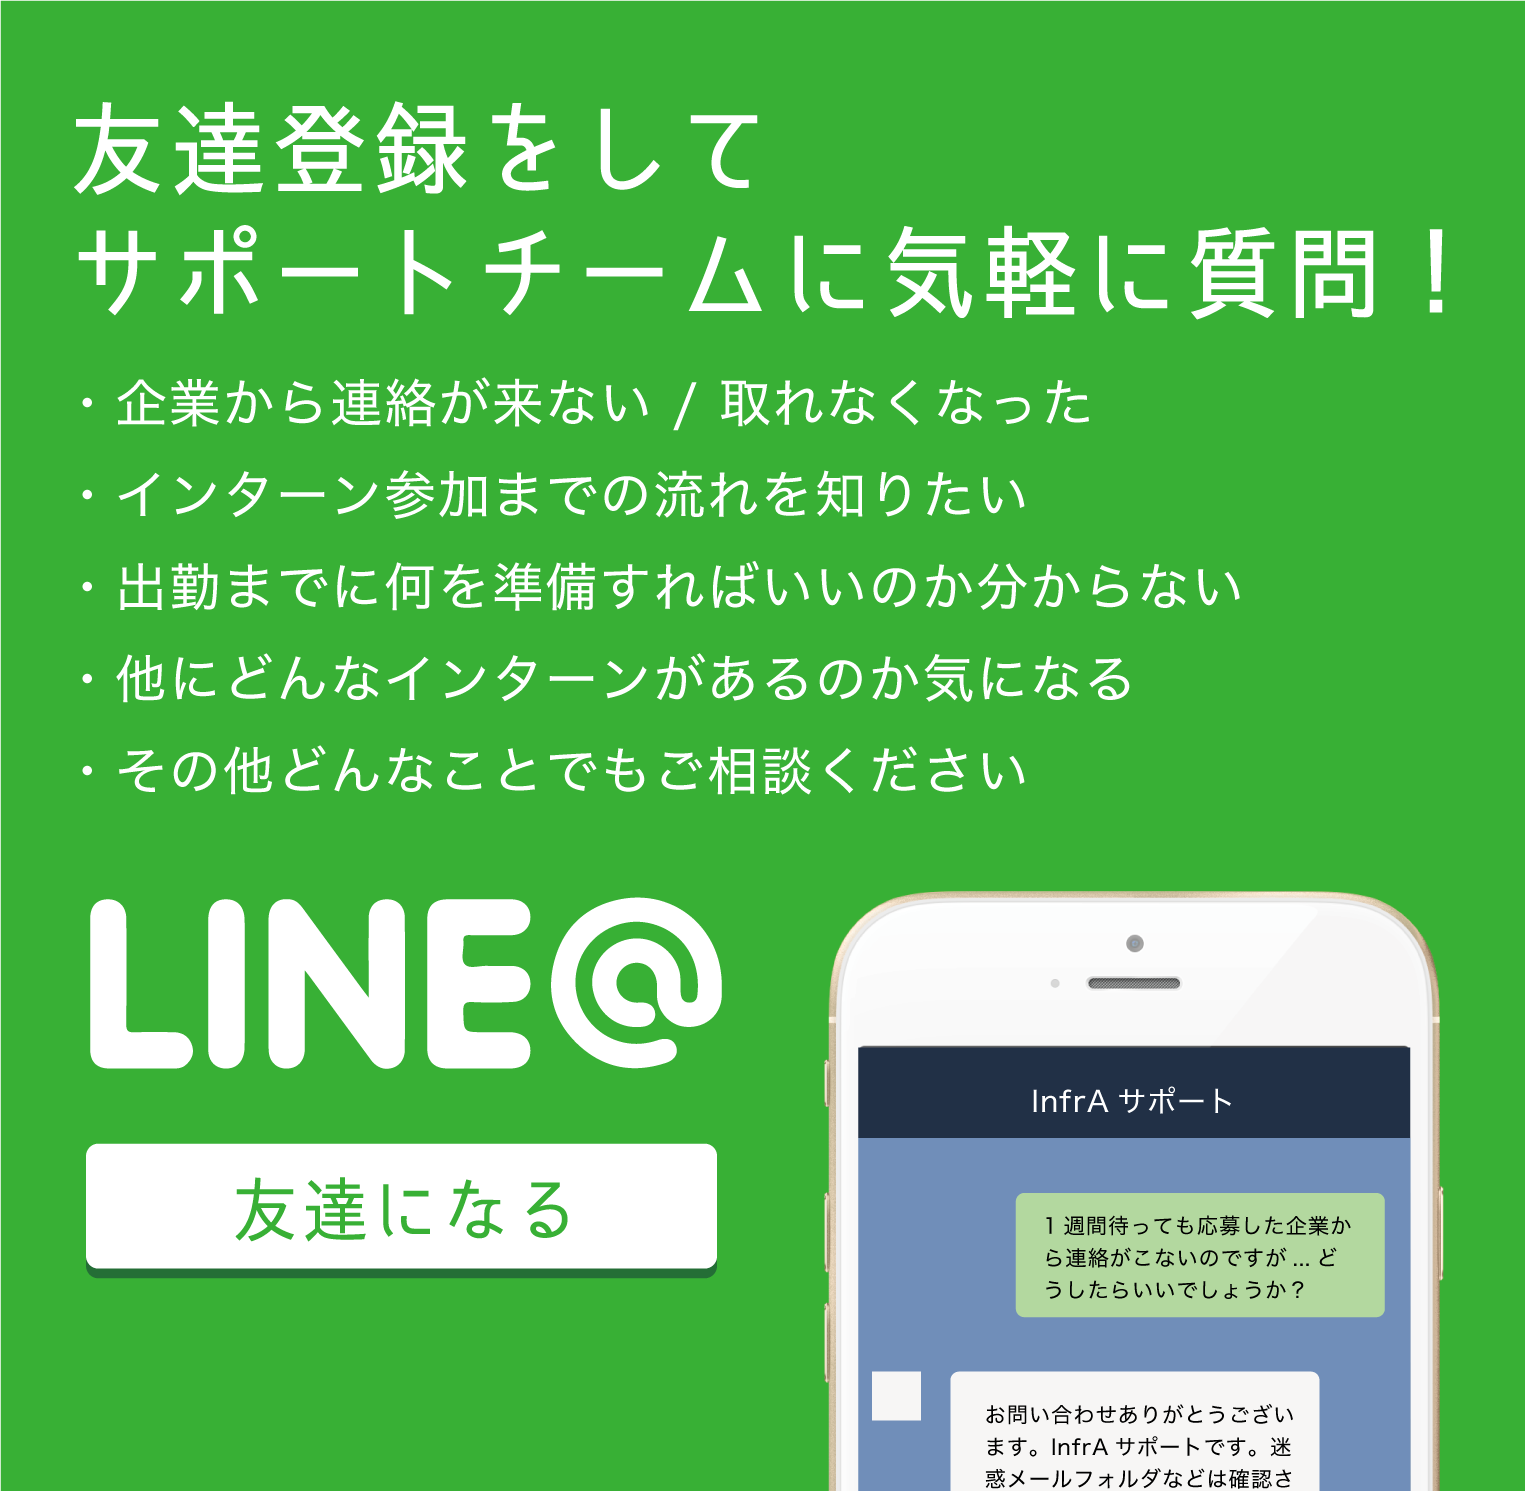 友達登録をして
サポートチームに気軽に質問！
・企業から連絡が来ない / 取れなくなった
・インターン参加までの流れを知りたい
・出勤までに何を準備すればいいのか分からない
・他にどんなインターンがあるのか気になる
・その他どんなことでもご相談ください
LINE@
友達になる
InfrA サポート
1 週間待っても応募した企業か
ら連絡がこないのですが ... ど
うしたらいいでしょうか？
お問い合わせありがとうござい
ます。InfrA サポートです。迷
惑メールフォルダなどは確認さ